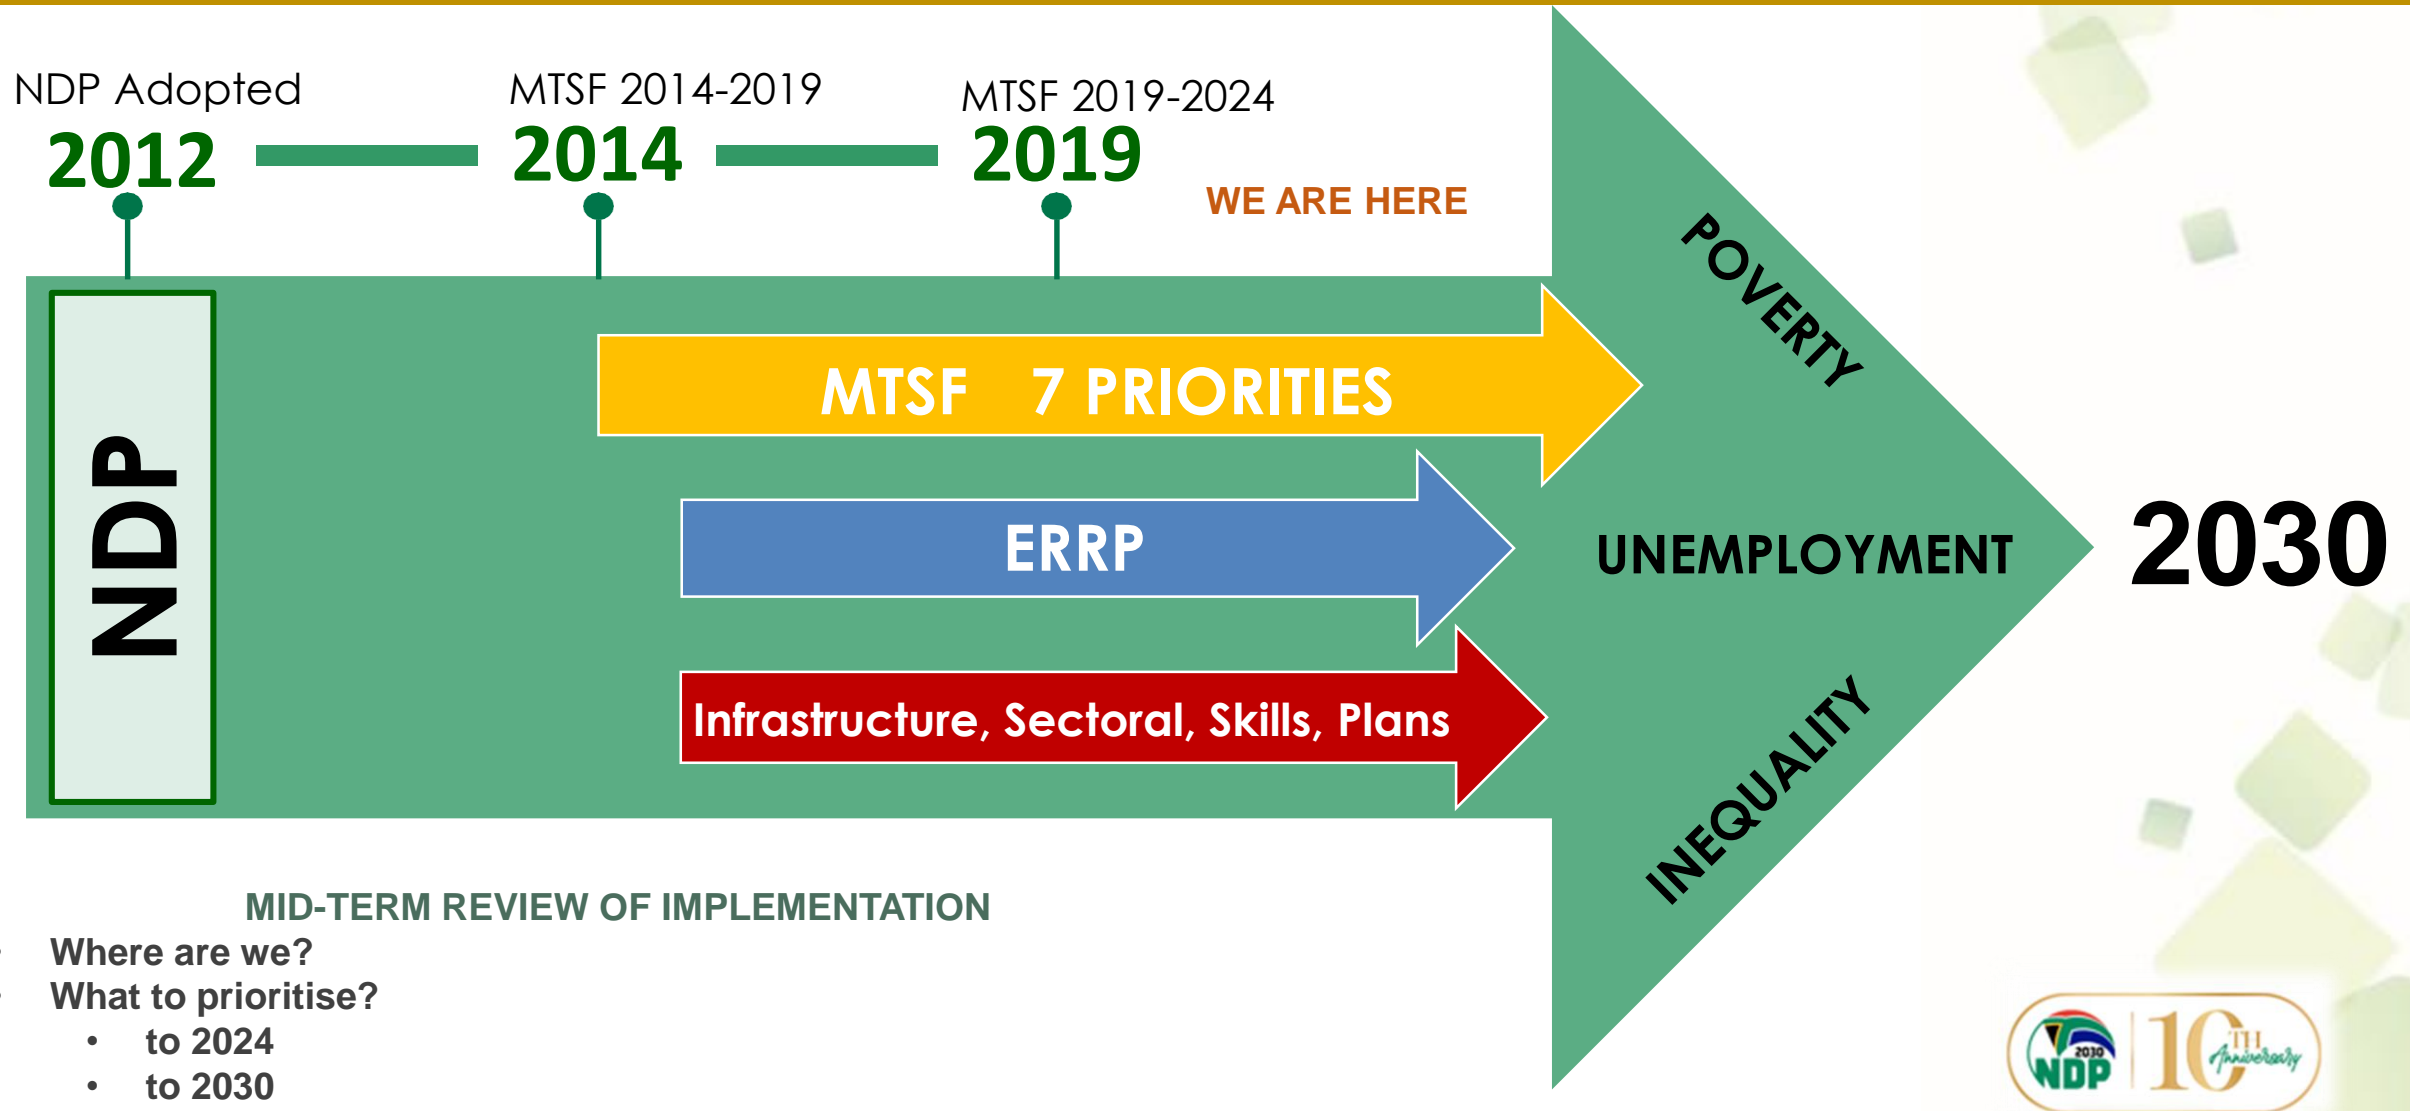 NDP Adopted
2012
MTSF 2014-2019
2014
MTSF 2019-2024
2019
WE ARE HERE
NDP
MTSF 7 PRIORITIES
ERRP
Infrastructure, Sectoral, Skills, Plans
POVERTY
UNEMPLOYMENT
INEQUALITY
2030
MID-TERM REVIEW OF IMPLEMENTATION
• Where are we?
• What to prioritise?
• to 2024
• to 2030
2030
NDP
10TH
Anniversary